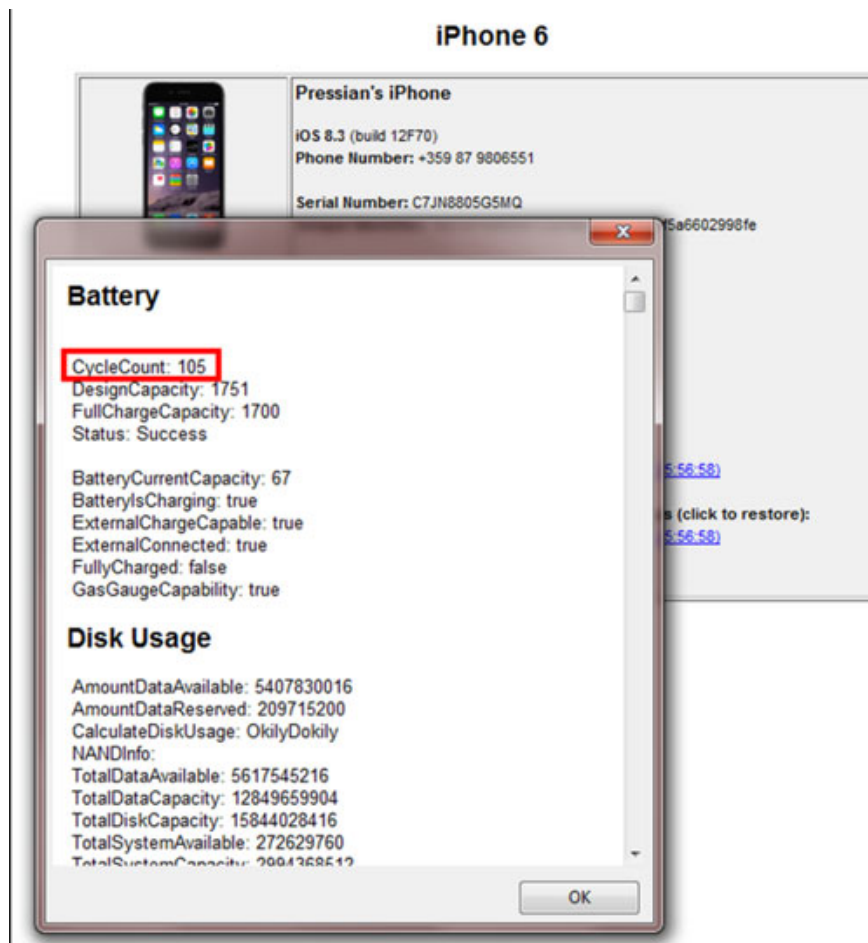 iPhone 6
Pressian's iPhone
iOS 8.3 (build 12F70)
Phone Number: +359 87 9806551
Serial Number: C7JN8805G5MQ
f5a6602998fe
Battery
CycleCount: 105
DesignCapacity: 1751
FullChargeCapacity: 1700
Status: Success
BatteryCurrentCapacity: 67
BatteryIsCharging: true
ExternalChargeCapable: true
ExternalConnected: true
FullyCharged: false
GasGaugeCapability: true
5:56:58)
s (click to restore):
5:56:58)
Disk Usage
AmountDataAvailable: 5407830016
AmountDataReserved: 209715200
CalculateDiskUsage: OkilyDokily
NANDInfo:
TotalDataAvailable: 5617545216
TotalDataCapacity: 12849659904
TotalDiskCapacity: 15844028416
TotalSystemAvailable: 272629760
TotalSystemCapacity: 2994368512
OK